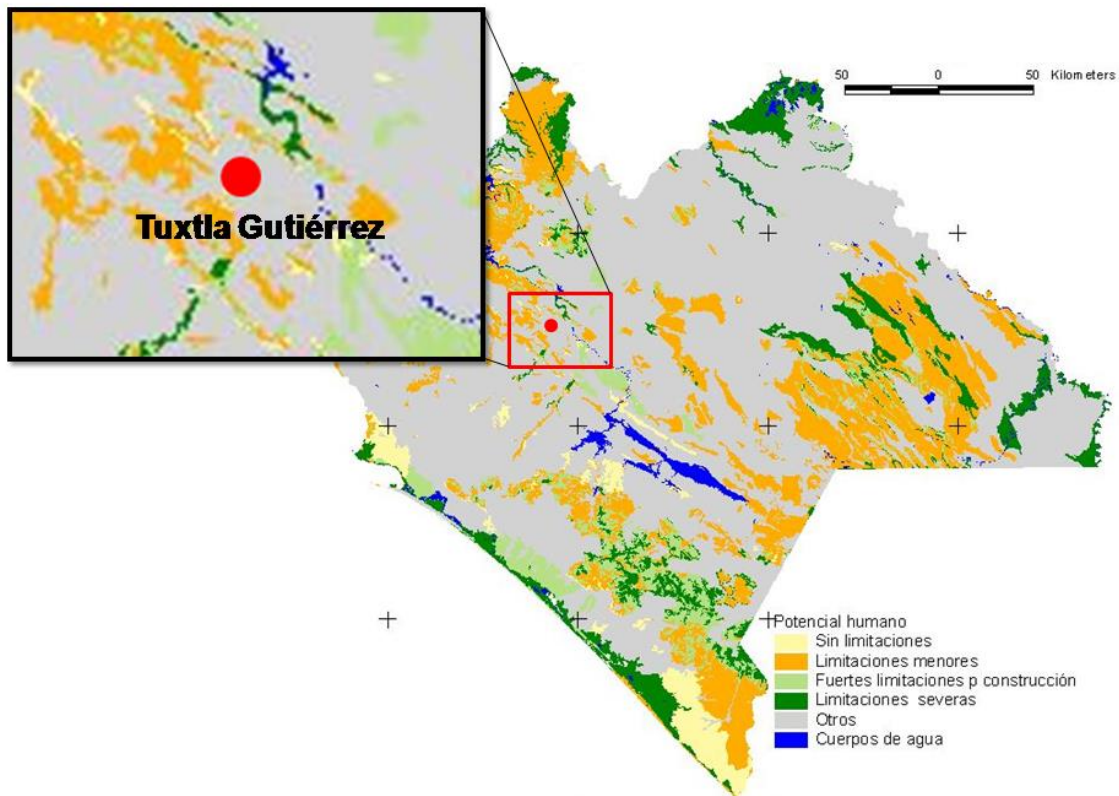 50 0 50 Kilometers
Tuxtla Gutiérrez
Potencial humano
Sin limitaciones
Limitaciones menores
Fuertes limitaciones p construcción
Limitaciones severas
Otros
Cuerpos de agua